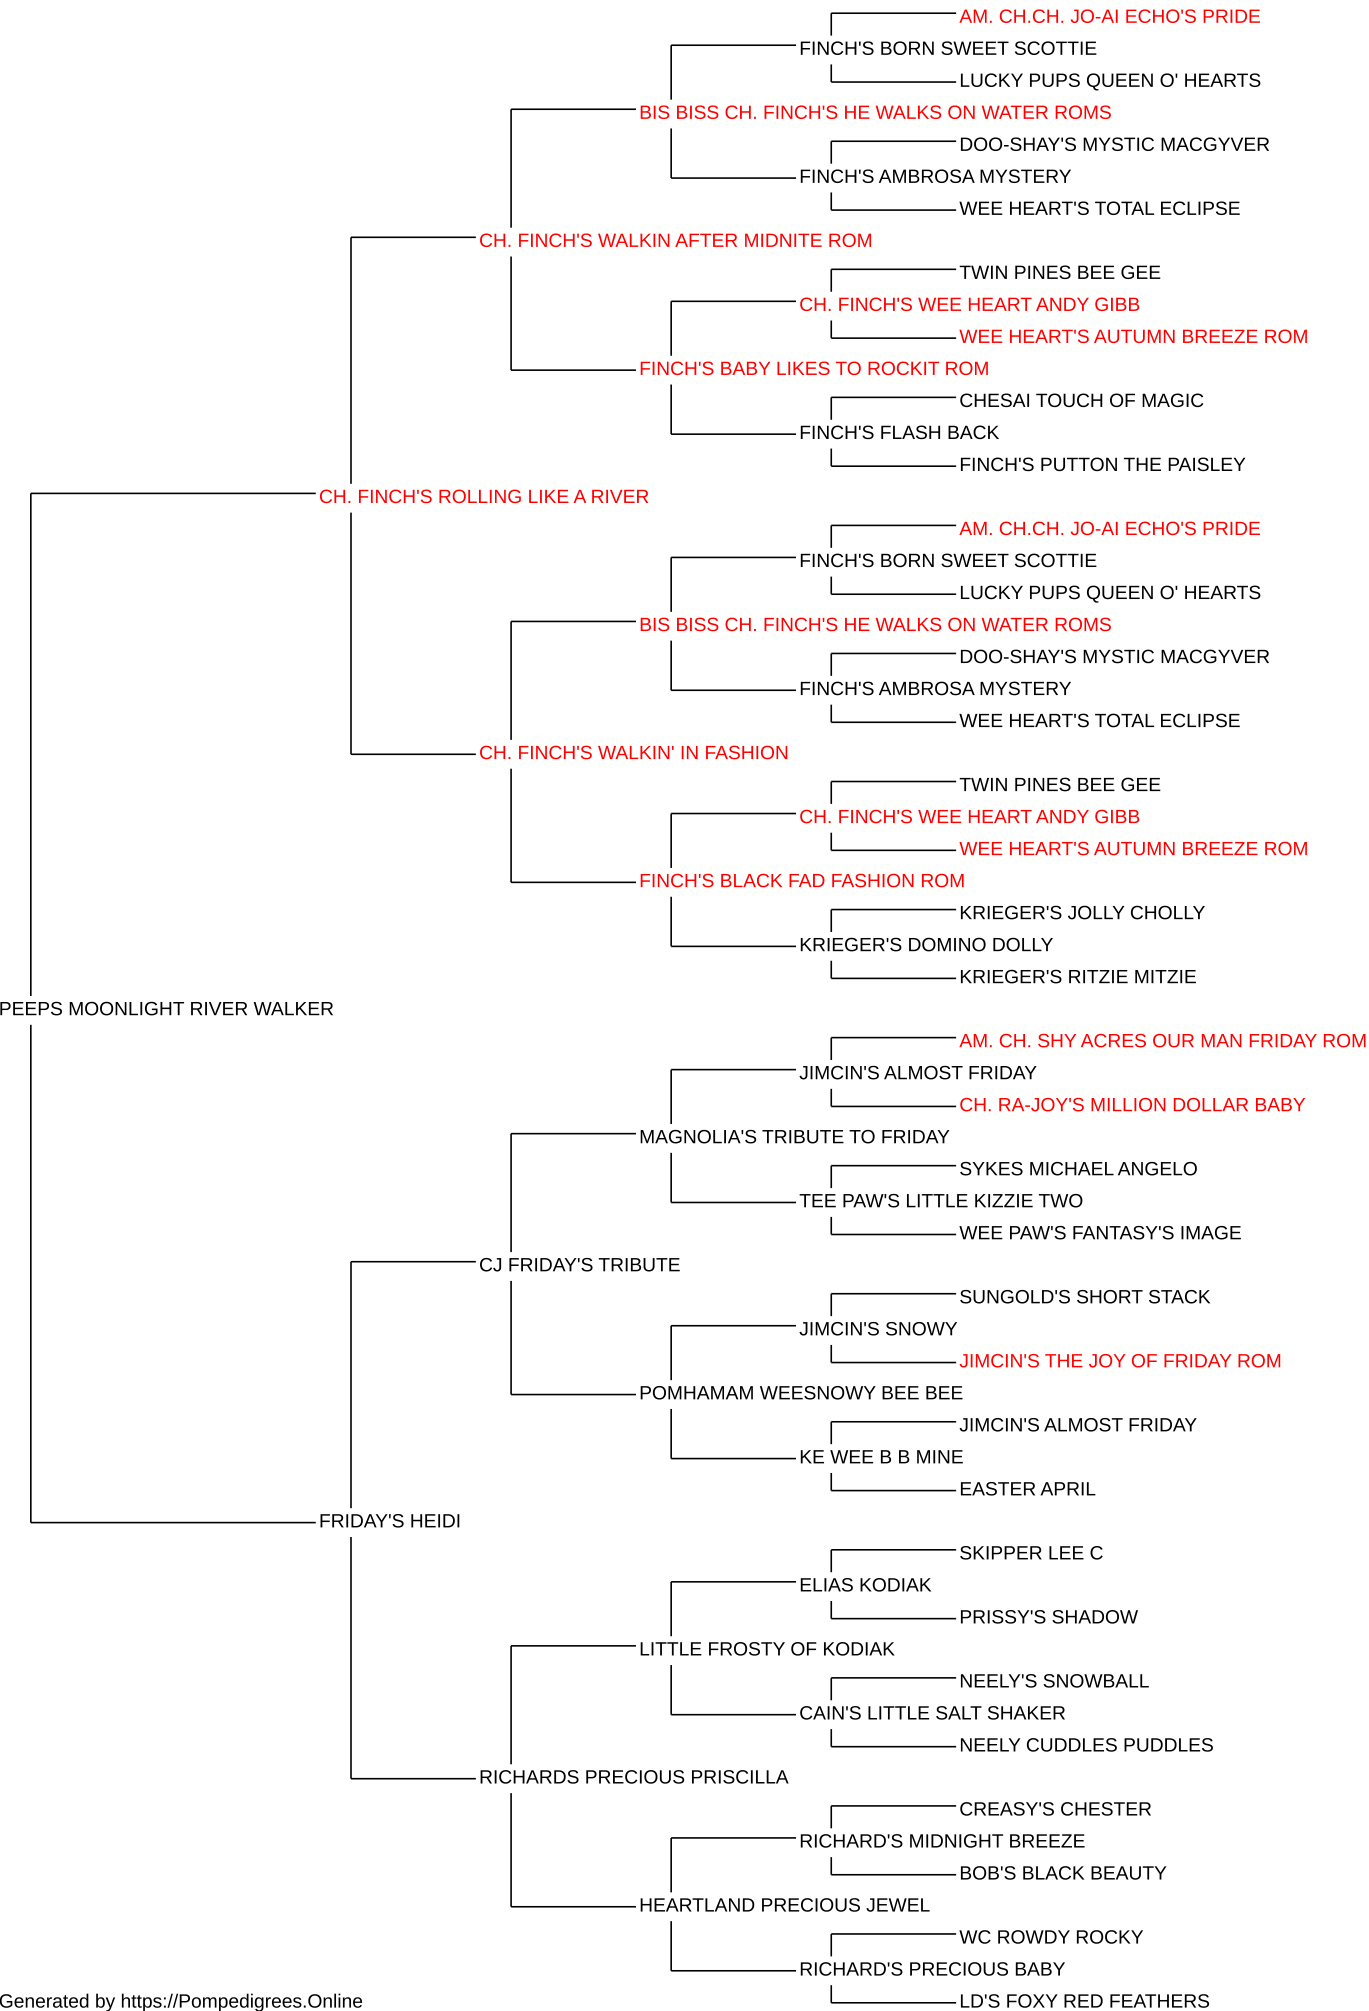 AM. CH.CH. JO-AI ECHO'S PRIDE
FINCH'S BORN SWEET SCOTTIE
LUCKY PUPS QUEEN O' HEARTS
BIS BISS CH. FINCH'S HE WALKS ON WATER ROMS
DOO-SHAY'S MYSTIC MACGYVER
FINCH'S AMBROSA MYSTERY
WEE HEART'S TOTAL ECLIPSE
CH. FINCH'S WALKIN AFTER MIDNITE ROM
TWIN PINES BEE GEE
CH. FINCH'S WEE HEART ANDY GIBB
WEE HEART'S AUTUMN BREEZE ROM
FINCH'S BABY LIKES TO ROCKIT ROM
CHESAI TOUCH OF MAGIC
FINCH'S FLASH BACK
FINCH'S PUTTON THE PAISLEY
CH. FINCH'S ROLLING LIKE A RIVER
AM. CH.CH. JO-AI ECHO'S PRIDE
FINCH'S BORN SWEET SCOTTIE
LUCKY PUPS QUEEN O' HEARTS
BIS BISS CH. FINCH'S HE WALKS ON WATER ROMS
DOO-SHAY'S MYSTIC MACGYVER
FINCH'S AMBROSA MYSTERY
WEE HEART'S TOTAL ECLIPSE
CH. FINCH'S WALKIN' IN FASHION
TWIN PINES BEE GEE
CH. FINCH'S WEE HEART ANDY GIBB
WEE HEART'S AUTUMN BREEZE ROM
FINCH'S BLACK FAD FASHION ROM
KRIEGER'S JOLLY CHOLLY
KRIEGER'S DOMINO DOLLY
KRIEGER'S RITZIE MITZIE
PEEPS MOONLIGHT RIVER WALKER
AM. CH. SHY ACRES OUR MAN FRIDAY ROM
JIMCIN'S ALMOST FRIDAY
CH. RA-JOY'S MILLION DOLLAR BABY
MAGNOLIA'S TRIBUTE TO FRIDAY
SYKES MICHAEL ANGELO
TEE PAW'S LITTLE KIZZIE TWO
WEE PAW'S FANTASY'S IMAGE
CJ FRIDAY'S TRIBUTE
SUNGOLD'S SHORT STACK
JIMCIN'S SNOWY
JIMCIN'S THE JOY OF FRIDAY ROM
POMHAMAM WEESNOWY BEE BEE
JIMCIN'S ALMOST FRIDAY
KE WEE B B MINE
EASTER APRIL
FRIDAY'S HEIDI
SKIPPER LEE C
ELIAS KODIAK
PRISSY'S SHADOW
LITTLE FROSTY OF KODIAK
NEELY'S SNOWBALL
CAIN'S LITTLE SALT SHAKER
NEELY CUDDLES PUDDLES
RICHARDS PRECIOUS PRISCILLA
CREASY'S CHESTER
RICHARD'S MIDNIGHT BREEZE
BOB'S BLACK BEAUTY
HEARTLAND PRECIOUS JEWEL
WC ROWDY ROCKY
RICHARD'S PRECIOUS BABY
LD'S FOXY RED FEATHERS
Generated by https://Pompedigrees.Online